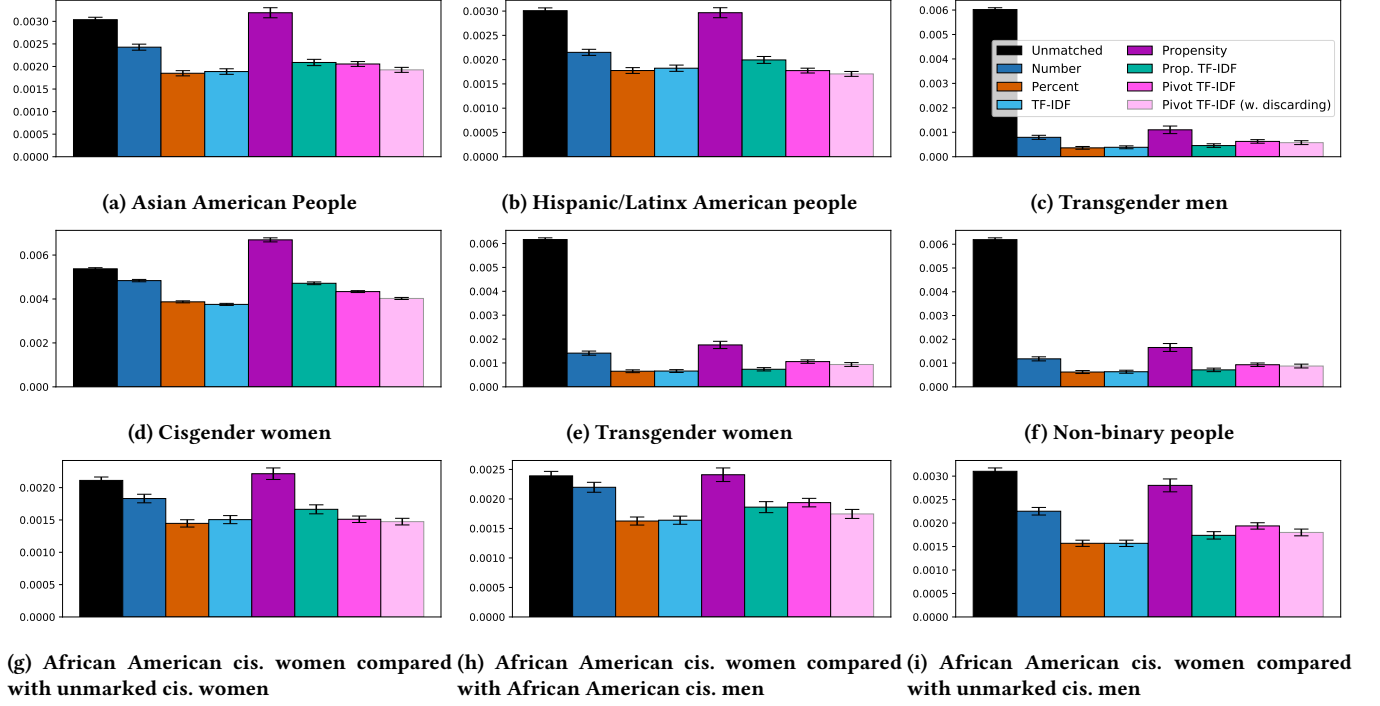 0.0030
0.0025
0.0020
0.0015
0.0010
0.0005
0.0000
(a) Asian American People
0.0030
0.0025
0.0020
0.0015
0.0010
0.0005
0.0000
(b) Hispanic/Latinx American people
0.006
0.005
0.004
0.003
0.002
0.001
0.000
Unmatched
Number
Percent
TF-IDF
Propensity
Prop. TF-IDF
Pivot TF-IDF
Pivot TF-IDF (w. discarding)
(c) Transgender men
0.006
0.004
0.002
0.000
(d) Cisgender women
0.006
0.005
0.004
0.003
0.002
0.001
0.000
(e) Transgender women
0.006
0.005
0.004
0.003
0.002
0.001
0.000
(f) Non-binary people
0.0020
0.0015
0.0010
0.0005
0.0000
(g) African American cis. women compared
with unmarked cis. women
0.0025
0.0020
0.0015
0.0010
0.0005
0.0000
(h) African American cis. women compared
with African American cis. men
0.0030
0.0025
0.0020
0.0015
0.0010
0.0005
0.0000
(i) African American cis. women compared
with unmarked cis. men